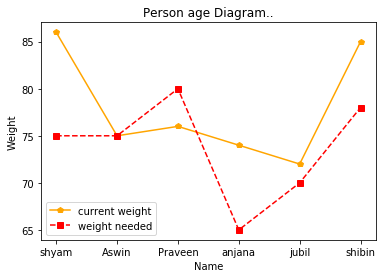 Person age Diagram..
Weight
85
80
75
70
65
current weight
weight needed
shyam Aswin Praveen anjana jubil shibin
Name